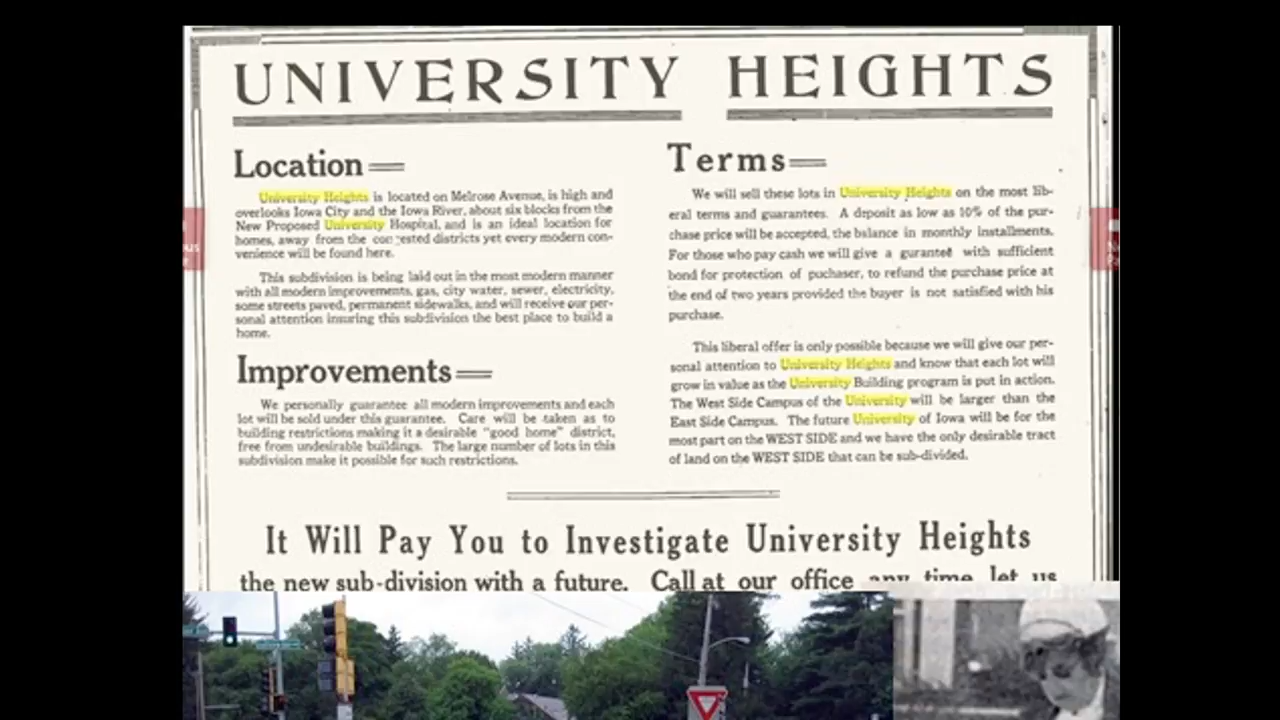 UNIVERSITY HEIGHTS
Location
University Heights is located on Melrose Avenue, is high and
overlooks Iowa City and the Iowa River, about six blocks from the
New Proposed University Hospital, and is an ideal location for
homes, away from the con ested districts yet every modern con-
venience will be found here.
This subdivision is being laid out in the most modern manner
with all modern improvements, gas, city water, sewer, electricity,
some streets paved, permanent sidewalks, and will receive our per-
sonal attention insuring this subdivision the best place to build a
home.
Improvements
We personally guarantee all modern improvements and each
lot will be sold under this guarantee. Care will be taken as to
building restrictions making it a desirable "good home" district,
free from undesirable buildings. The large number of lots in this
subdivision make it possible for such restrictions.
Terms
We will sell these lots in University Heights on the most lib-
eral terms and guarantees. A deposit as low as 10% of the pur-
chase price will be accepted, the balance in monthly installments.
For those who pay cash we will give a gurantee with sufficient
bond for protection of puchaser, to refund the purchase price at
the end of two years provided the buyer is not satisfied with his
purchase.
This liberal offer is only possible because we will give our per-
sonal attention to University Heights and know that each lot will
grow in value as the University Building program is put in action.
The West Side Campus of the University will be larger than the
East Side Campus. The future University of Iowa will be for the
most part on the WEST SIDE and we have the only desirable tract
of land on the WEST SIDE that can be sub-divided.
It Will Pay You to Investigate University Heights
the new sub-division with a future. Call at our office any time let us